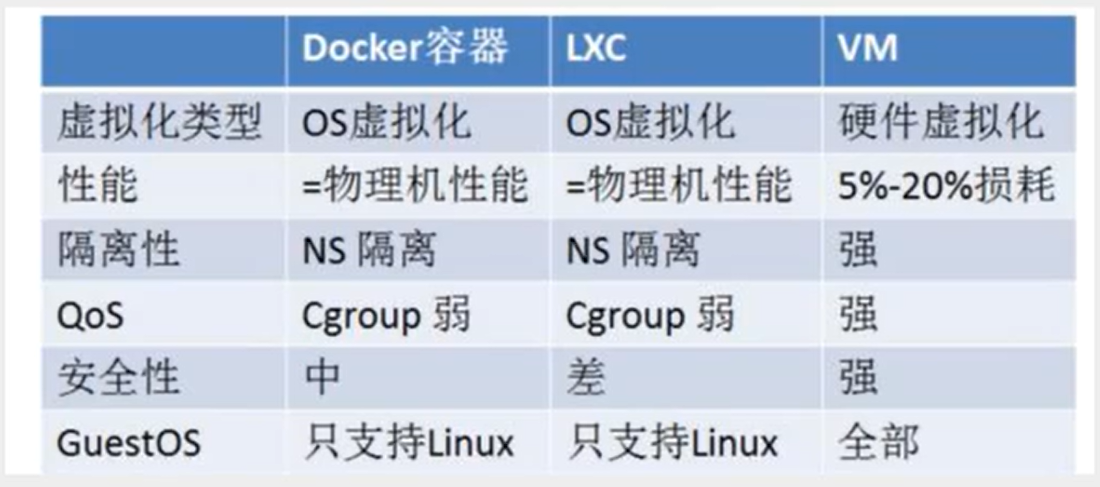 Docker容器 LXC VM
虚拟化类型 OS虚拟化 OS虚拟化 硬件虚拟化
性能 =物理机性能 =物理机性能 5%-20%损耗
隔离性 NS 隔离 NS 隔离 强
QoS Cgroup 弱 Cgroup 弱 强
安全性 中 差 强
GuestOS 只支持Linux 只支持Linux 全部